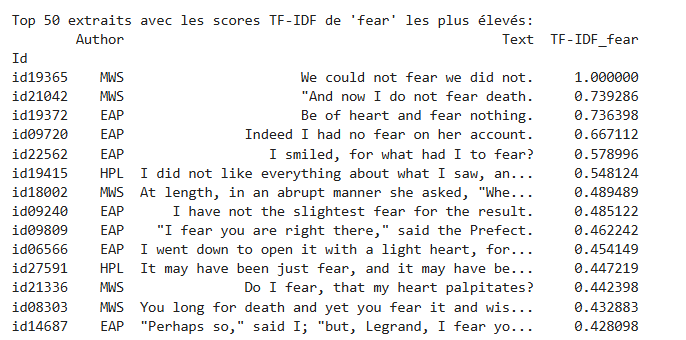 Top 50 extraits avec les scores TF-IDF de 'fear' les plus élevés:
Author Text TF-IDF_fear
Id
id19365 MWS We could not fear we did not. 1.000000
id21042 MWS "And now I do not fear death. 0.739286
id19372 EAP Be of heart and fear nothing. 0.736398
id09720 EAP Indeed I had no fear on her account. 0.667112
id22562 EAP I smiled, for what had I to fear? 0.578996
id19415 HPL I did not like everything about what I saw, an... 0.548124
id18002 MWS At length, in an abrupt manner she asked, "Whe... 0.489489
id09240 EAP I have not the slightest fear for the result. 0.485122
id09809 EAP "I fear you are right there," said the Prefect. 0.462242
id06566 EAP I went down to open it with a light heart, for... 0.454149
id27591 HPL It may have been just fear, and it may have be... 0.447219
id21336 MWS Do I fear, that my heart palpitates? 0.442398
id08303 MWS You long for death and yet you fear it and wis... 0.432883
id14687 EAP "Perhaps so," said I; "but, Legrand, I fear yo... 0.428098